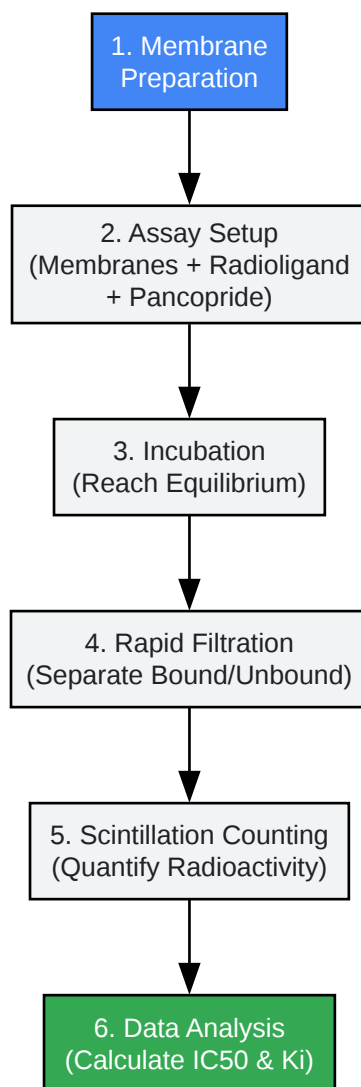 1. Membrane
Preparation
2. Assay Setup
(Membranes + Radioligand
+ Pancopride)
3. Incubation
(Reach Equilibrium)
4. Rapid Filtration
(Separate Bound/Unbound)
5. Scintillation Counting
(Quantify Radioactivity)
6. Data Analysis
(Calculate IC50 & Ki)